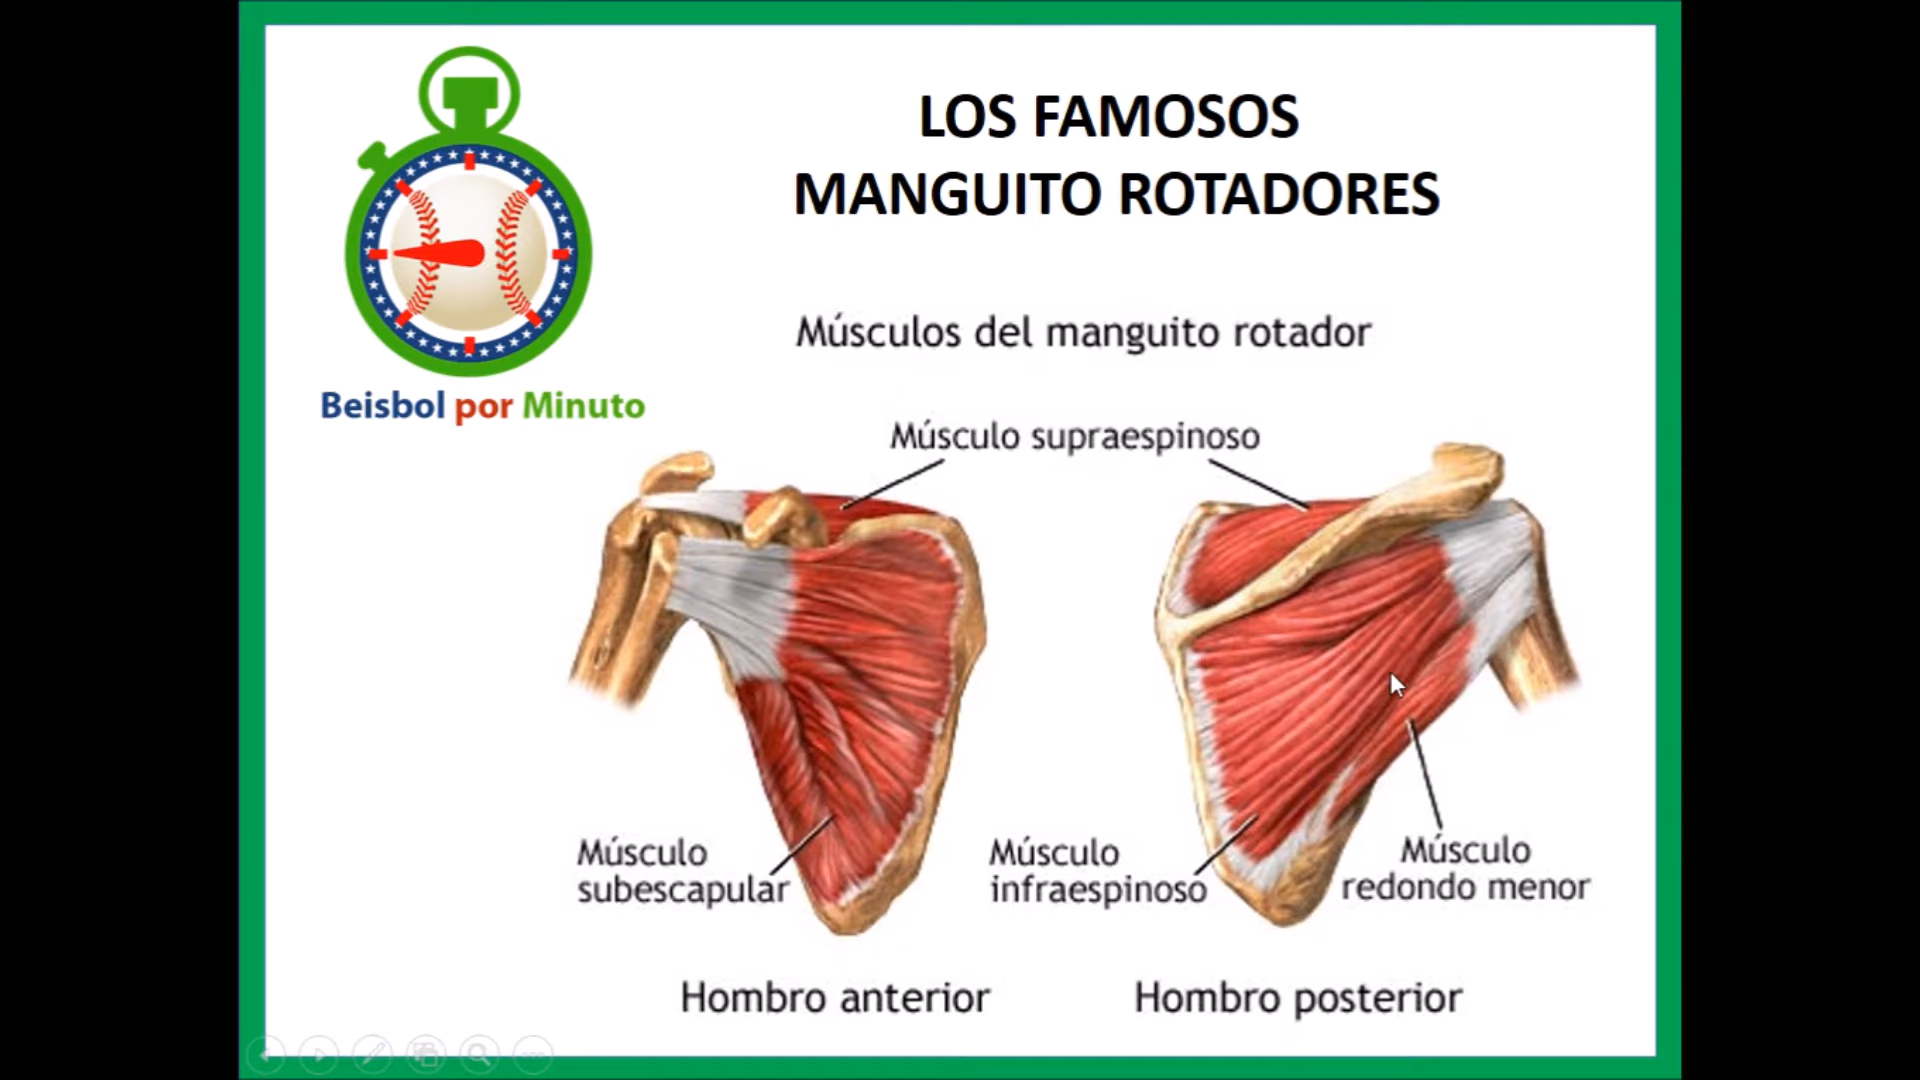 LOS FAMOSOS
MANGUITO ROTADORES
Beisbol por Minuto
Músculos del manguito rotador
Músculo supraespinoso
Músculo
subescapular
Músculo
infraespinoso
Músculo
redondo menor
Hombro anterior
Hombro posterior